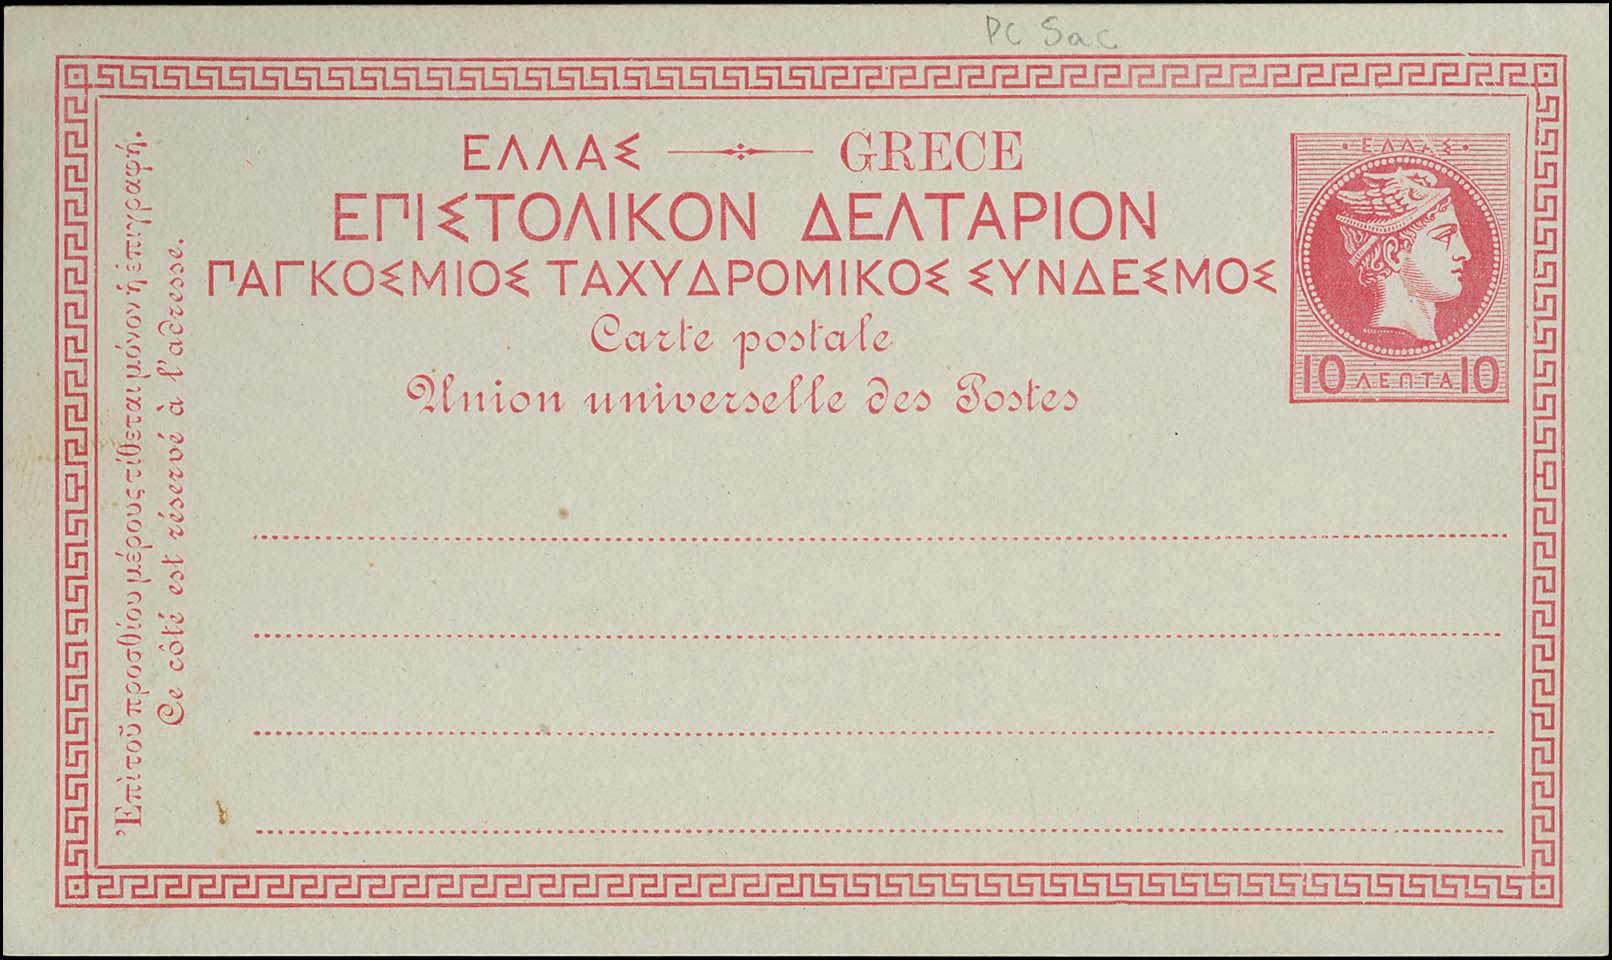 PC 5ac
ΕΛΛΑΣ GRECE
ΕΠΙΣΤΟΛΙΚΟΝ ΔΕΛΤΑΡΙΟΝ
ΠΑΓΚΟΣΜΙΟΣ ΤΑΧΥΔΡΟΜΙΚΟΣ ΣΥΝΔΕΣΜΟΣ
Carte postale
Union universelle des Postes
·ΕΛΛΑΣ·
10 ΛΕΠΤΑ 10
Ἐπὶ τοῦ προσθίου μέρους τίθεται μόνον ἡ ἐπιγραφή.
Ce côté est réservé à l'adresse.